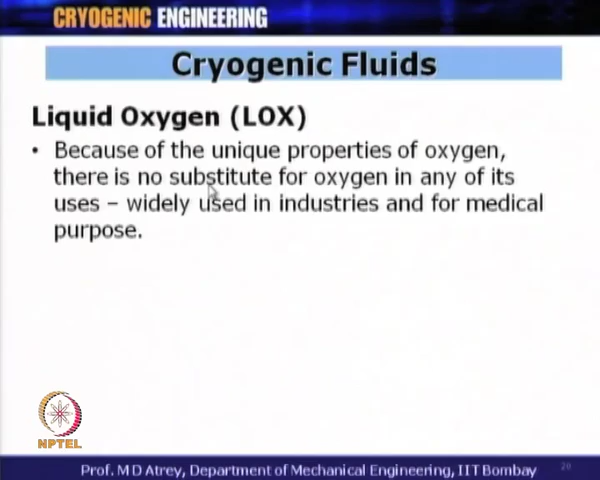 CRYOGENIC ENGINEERING
Cryogenic Fluids
Liquid Oxygen (LOX)
• Because of the unique properties of oxygen,
there is no substitute for oxygen in any of its
uses – widely used in industries and for medical
purpose.
NPTEL
Prof. M D Atrey, Department of Mechanical Engineering, IIT Bombay
20